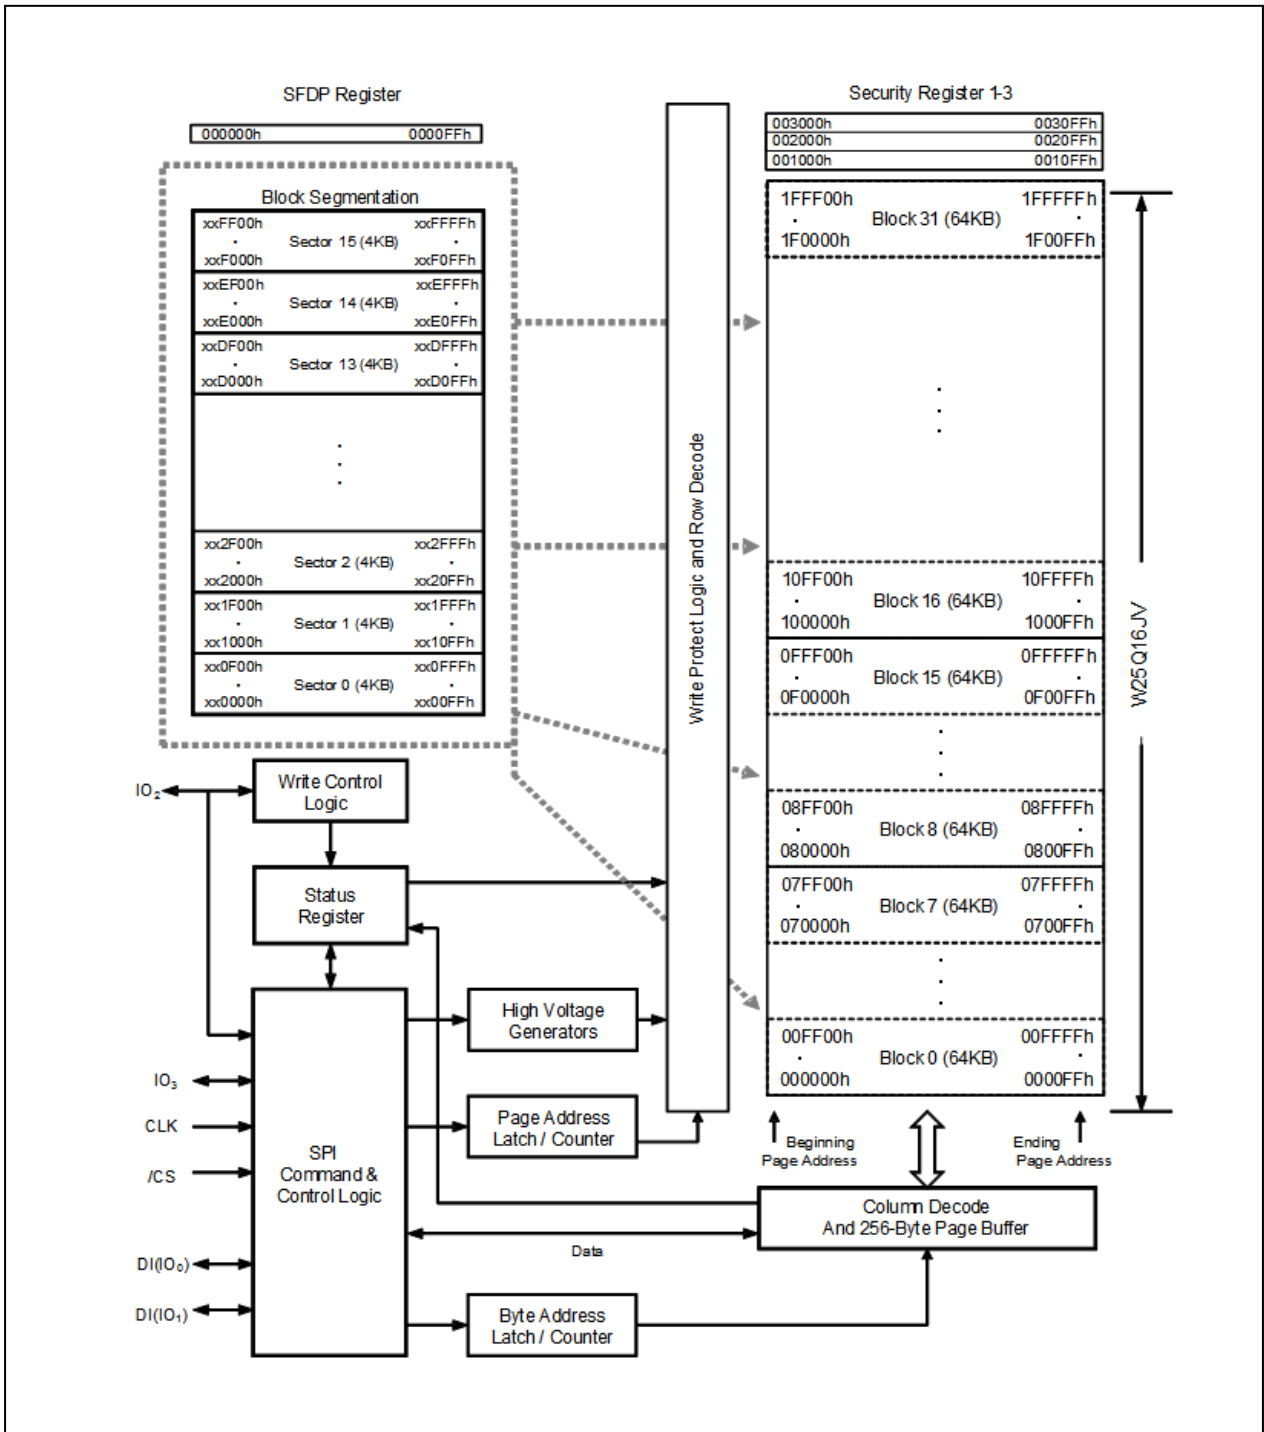 SFDP Register
000000h 0000FFh
Block Segmentation
xxFF00h xxFFFFh
Sector 15 (4KB)
xxF000h xxF0FFh
xxEF00h xxEFFFh
Sector 14 (4KB)
xxE000h xxE0FFh
xxDF00h xxDFFFh
Sector 13 (4KB)
xxD000h xxD0FFh
xx2F00h xx2FFFh
Sector 2 (4KB)
xx2000h xx20FFh
xx1F00h xx1FFFh
Sector 1 (4KB)
xx1000h xx10FFh
xx0F00h xx0FFFh
Sector 0 (4KB)
xx0000h xx00FFh
Write Protect Logic and Row Decode
Security Register 1-3
003000h 0030FFh
002000h 0020FFh
001000h 0010FFh
1FFF00h 1FFFFFh
Block 31 (64KB)
1F0000h 1F00FFh
10FF00h 10FFFFh
Block 16 (64KB)
100000h 1000FFh
0FFF00h 0FFFFFh
Block 15 (64KB)
0F0000h 0F00FFh
08FF00h 08FFFFh
Block 8 (64KB)
080000h 0800FFh
07FF00h 07FFFFh
Block 7 (64KB)
070000h 0700FFh
00FF00h 00FFFFh
Block 0 (64KB)
000000h 0000FFh
W25Q16JV
Beginning
Page Address
Ending
Page Address
IO2
Write Control
Logic
Status
Register
High Voltage
Generators
IO3
CLK
/CS
SPI
Command &
Control Logic
Page Address
Latch / Counter
Column Decode
And 256-Byte Page Buffer
Data
DI(IO0)
DI(IO1)
Byte Address
Latch / Counter